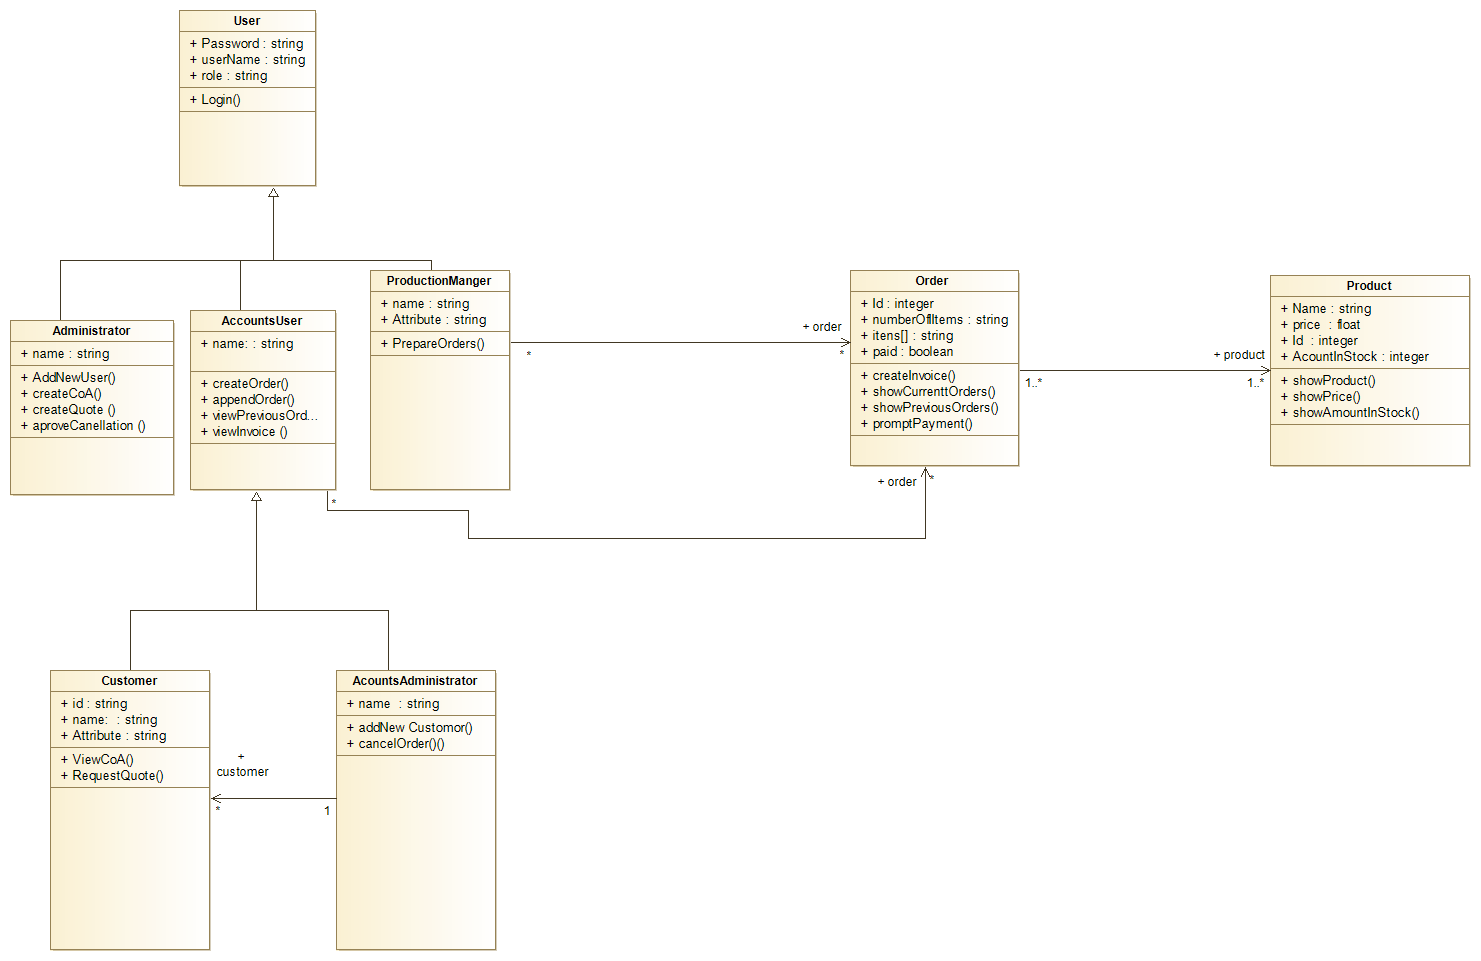 User
+ Password : string
+ userName : string
+ role : string
+ Login()
Administrator
+ name : string
+ AddNewUser()
+ createCoA()
+ createQuote ()
+ aproveCanellation ()
AccountsUser
+ name: : string
+ createOrder()
+ appendOrder()
+ viewPreviousOrd...
+ viewInvoice ()
*
ProductionManger
+ name : string
+ Attribute : string
+ PrepareOrders()
*
+ order
*
Order
+ Id : integer
+ numberOfIItems : string
+ itens[] : string
+ paid : boolean
+ createInvoice()
+ showCurrenttOrders()
+ showPreviousOrders()
+ promptPayment()
+ order
*
1..*
+ product
1..*
Product
+ Name : string
+ price : float
+ Id : integer
+ AcountInStock : integer
+ showProduct()
+ showPrice()
+ showAmountInStock()
Customer
+ id : string
+ name: : string
+ Attribute : string
+ ViewCoA()
+ RequestQuote()
+
customer
*
1
AcountsAdministrator
+ name : string
+ addNew Customor()
+ cancelOrder()()